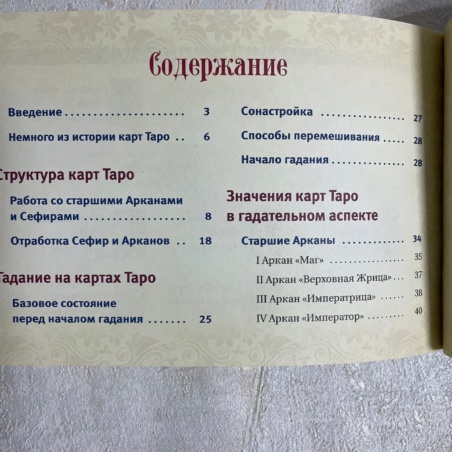 Содержание
Введение . . . . . . . . . . . . . . . . . . . . 3
Немного из истории карт Таро . . 6
Структура карт Таро
Работа со старшими Арканами
и Сефирами . . . . . . . . . . . . . . . . . 8
Отработка Сефир и Арканов . . 18
Гадание на картах Таро
Базовое состояние
перед началом гадания . . . . . . . 25
Сонастройка . . . . . . . . . . . . . . . . 27
Способы перемешивания . . . . . 28
Начало гадания . . . . . . . . . . . . . 28
Значения карт Таро
в гадательном аспекте
Старшие Арканы . . . . . . . . . . . . . 34
I Аркан «Маг» . . . . . . . . . . . . . 35
II Аркан «Верховная Жрица» . . . 37
III Аркан «Императрица» . . . . . 38
IV Аркан «Император» . . . . . . . 40